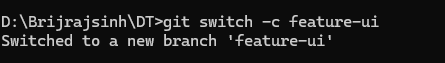 D:\Brijrajsinh\DT>git switch -c feature-ui
Switched to a new branch 'feature-ui'